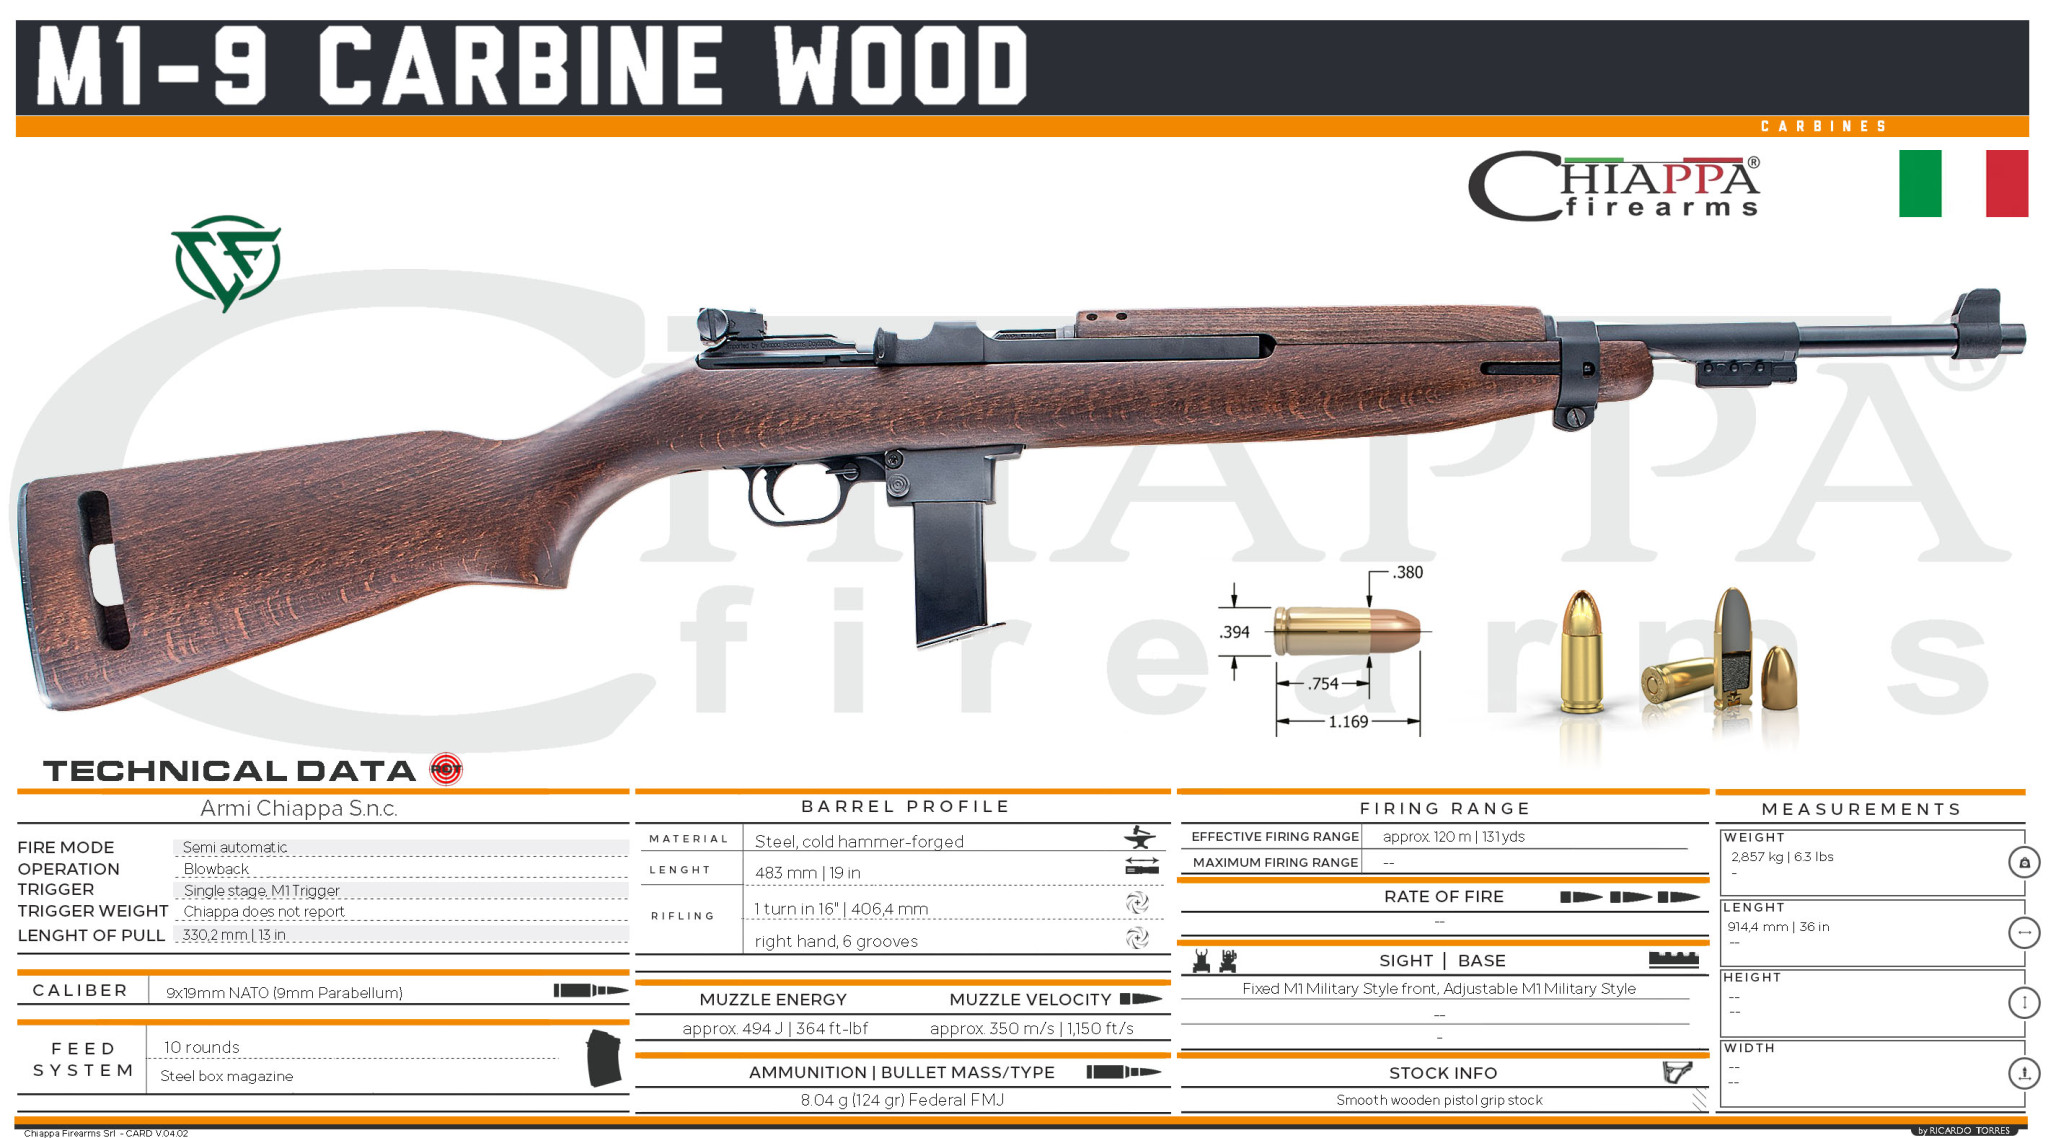 M1-9 CARBINE WOOD
CARBINES
CHIAPPA®
firearms
CF
CHIAPPA®
firearms
.380
.394
.754
1.169
TECHNICAL DATA
Armi Chiappa S.n.c.
FIRE MODE Semi automatic
OPERATION Blowback
TRIGGER Single stage, M1 Trigger
TRIGGER WEIGHT Chiappa does not report
LENGHT OF PULL 330,2 mm | 13 in
CALIBER 9x19mm NATO (9mm Parabellum)
FEED SYSTEM
10 rounds
Steel box magazine
BARREL PROFILE
MATERIAL Steel, cold hammer-forged
LENGHT 483 mm | 19 in
RIFLING
1 turn in 16" | 406,4 mm
right hand, 6 grooves
MUZZLE ENERGY MUZZLE VELOCITY
approx. 494 J | 364 ft-lbf approx. 350 m/s | 1,150 ft/s
AMMUNITION | BULLET MASS/TYPE
8.04 g (124 gr) Federal FMJ
FIRING RANGE
EFFECTIVE FIRING RANGE approx. 120 m | 131 yds
MAXIMUM FIRING RANGE --
RATE OF FIRE
--
SIGHT | BASE
Fixed M1 Military Style front, Adjustable M1 Military Style
--
-
STOCK INFO
Smooth wooden pistol grip stock
MEASUREMENTS
WEIGHT
2,857 kg | 6.3 lbs
-
LENGHT
914,4 mm | 36 in
--
HEIGHT
--
--
WIDTH
--
--
Chiappa Firearms Srl - CARD V.04.02
by RICARDO TORRES